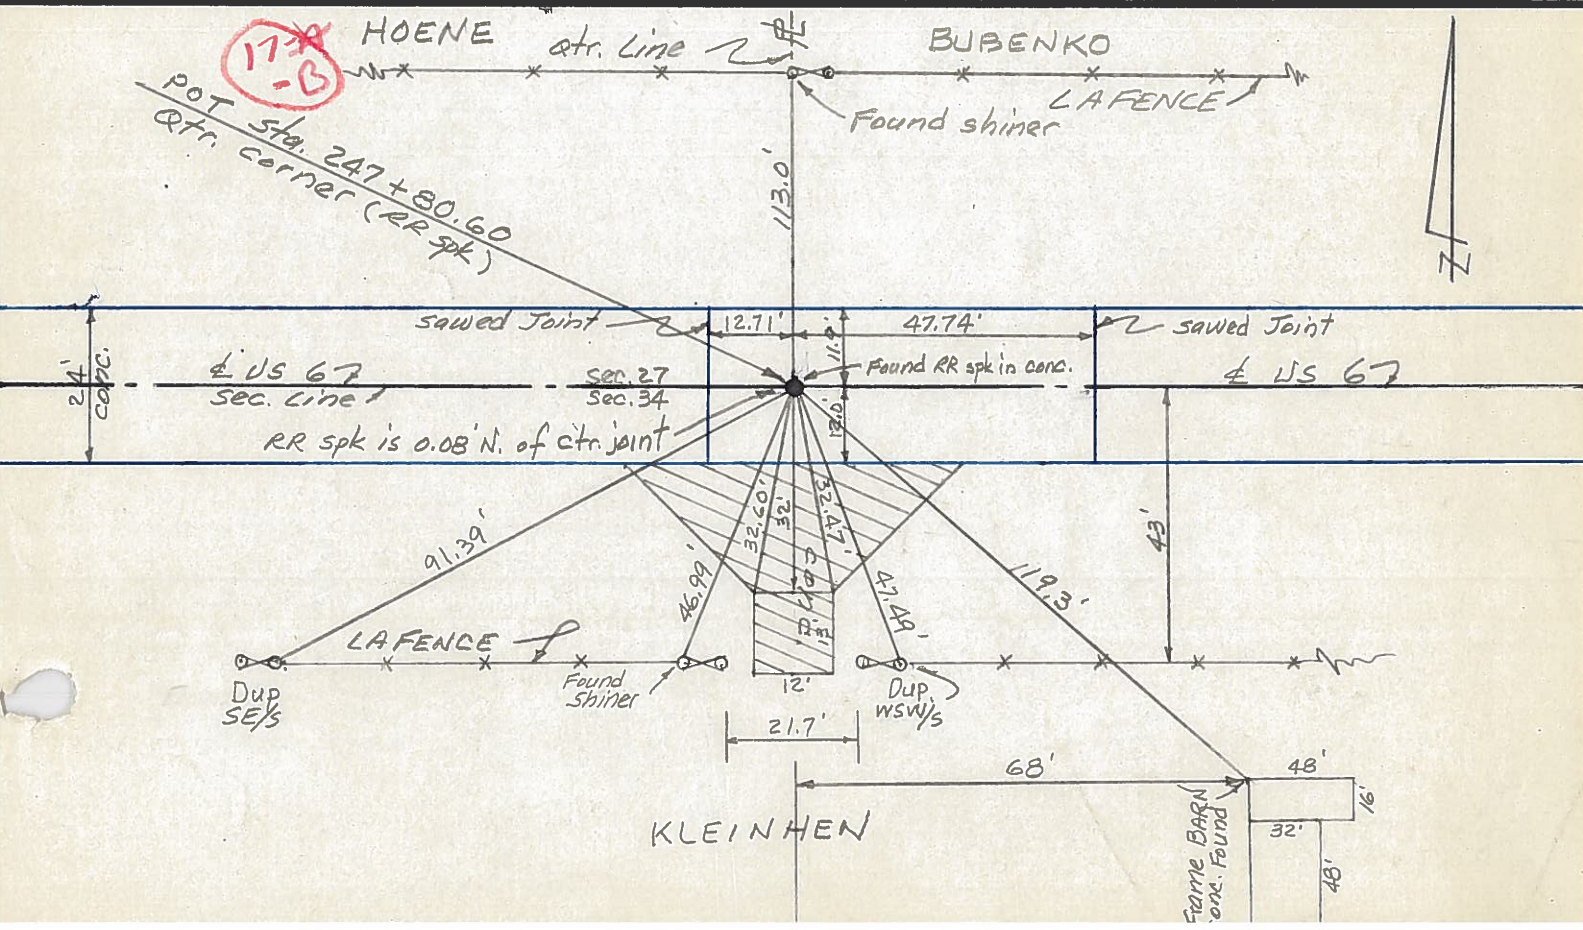 17-A
-B
HOENE
Qtr. Line
PL
BUBENKO
LA FENCE
Found shiner
POT Sta. 247+80.60
Qtr. corner (RR spk)
113.0'
N
sawed Joint
12.71'
47.74'
sawed Joint
11.9'
24' conc.
℄ US 67
Sec. Line
Sec. 27
Sec. 34
Found RR spk in conc.
℄ US 67
RR spk is 0.08' N. of ctr. joint
12.0'
91.39'
46.99'
32.60'
32'
32.47'
47.49'
119.3'
43'
LA FENCE
Dup
SE/s
Found
Shiner
12'
Dup.
WSW/s
21.7'
68'
KLEINHEN
Frame BARN
onc. Found
48'
16'
32'
48'